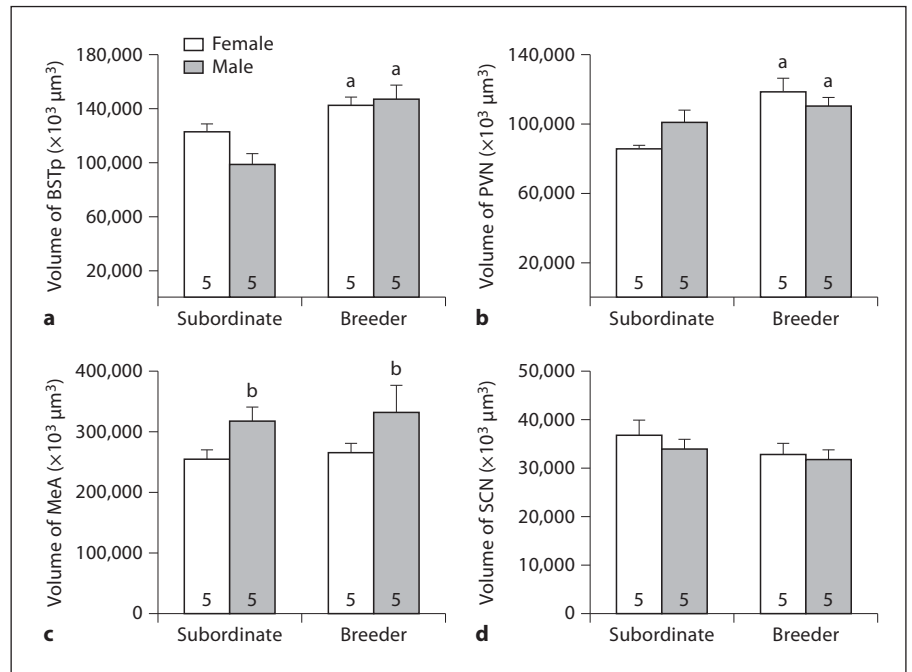 Female
Male
a a
Volume of BSTp (×10³ µm³)
180,000
140,000
100,000
60,000
20,000
5 5 5 5
Subordinate Breeder
a
a a
Volume of PVN (×10³ µm³)
140,000
100,000
60,000
20,000
5 5 5 5
Subordinate Breeder
b
b b
Volume of MeA (×10³ µm³)
400,000
300,000
200,000
100,000
0
5 5 5 5
Subordinate Breeder
c
Volume of SCN (×10³ µm³)
50,000
40,000
30,000
20,000
10,000
0
5 5 5 5
Subordinate Breeder
d